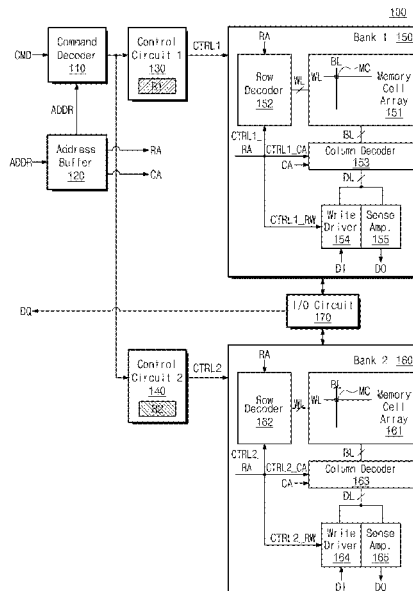 100
CMD
Command
Decoder
110
Control
Circuit 1
130
R1
CTRL1
Bank 1 150
RA
Row
Decoder
152
WL
WL
BL
MC
Memory
Cell
Array
151
ADDR
ADDR
Address
Buffer
120
RA
CA
CTRL1_
RA
BL
CTRL1_CA
CA
Column Decoder
153
DL
CTRL1_RW
Write
Driver
154
Sense
Amp.
155
DI
DO
DQ
I/O Circuit
170
Control
Circuit 2
140
R2
CTRL2
Bank 2 160
RA
Row
Decoder
162
WL
WL
BL
MC
Memory
Cell
Array
161
CTRL2_
RA
BL
CTRL2_CA
CA
Column Decoder
163
DL
CTRL2_RW
Write
Driver
164
Sense
Amp.
165
DI
DO